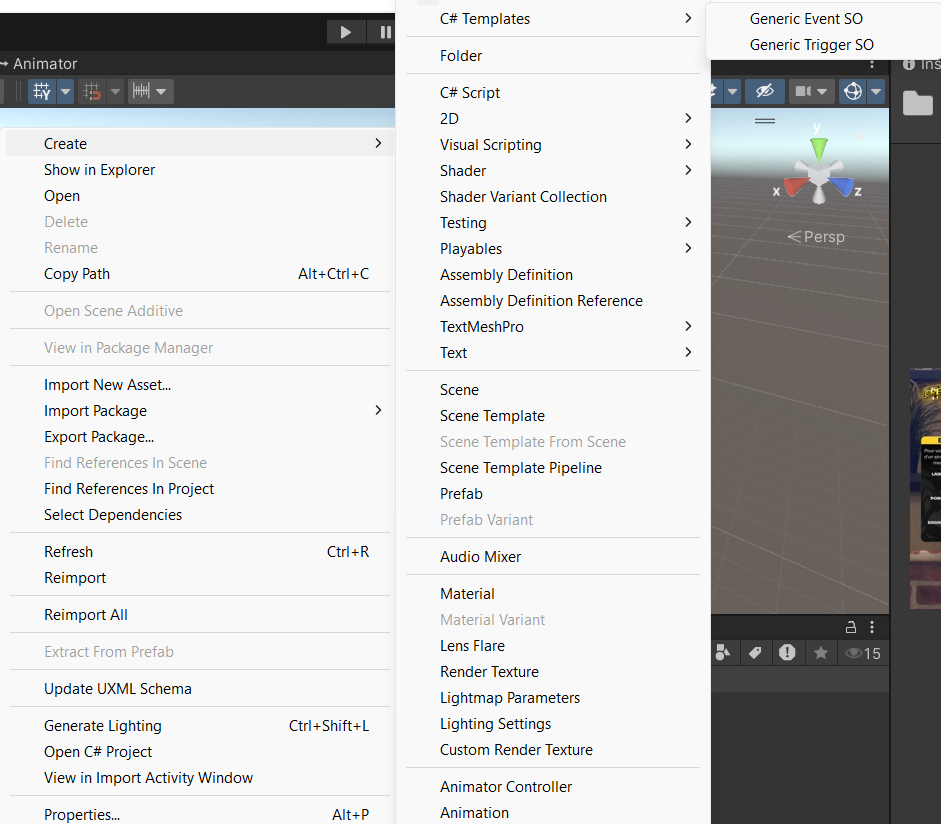 Animator
Create
Show in Explorer
Open
Delete
Rename
Copy Path Alt+Ctrl+C
Open Scene Additive
View in Package Manager
Import New Asset...
Import Package
Export Package...
Find References In Scene
Find References In Project
Select Dependencies
Refresh Ctrl+R
Reimport
Reimport All
Extract From Prefab
Update UXML Schema
Generate Lighting Ctrl+Shift+L
Open C# Project
View in Import Activity Window
Properties... Alt+P
C# Templates
Folder
C# Script
2D
Visual Scripting
Shader
Shader Variant Collection
Testing
Playables
Assembly Definition
Assembly Definition Reference
TextMeshPro
Text
Scene
Scene Template
Scene Template From Scene
Scene Template Pipeline
Prefab
Prefab Variant
Audio Mixer
Material
Material Variant
Lens Flare
Render Texture
Lightmap Parameters
Lighting Settings
Custom Render Texture
Animator Controller
Animation
Generic Event SO
Generic Trigger SO
Ins
y
x z
Persp
15